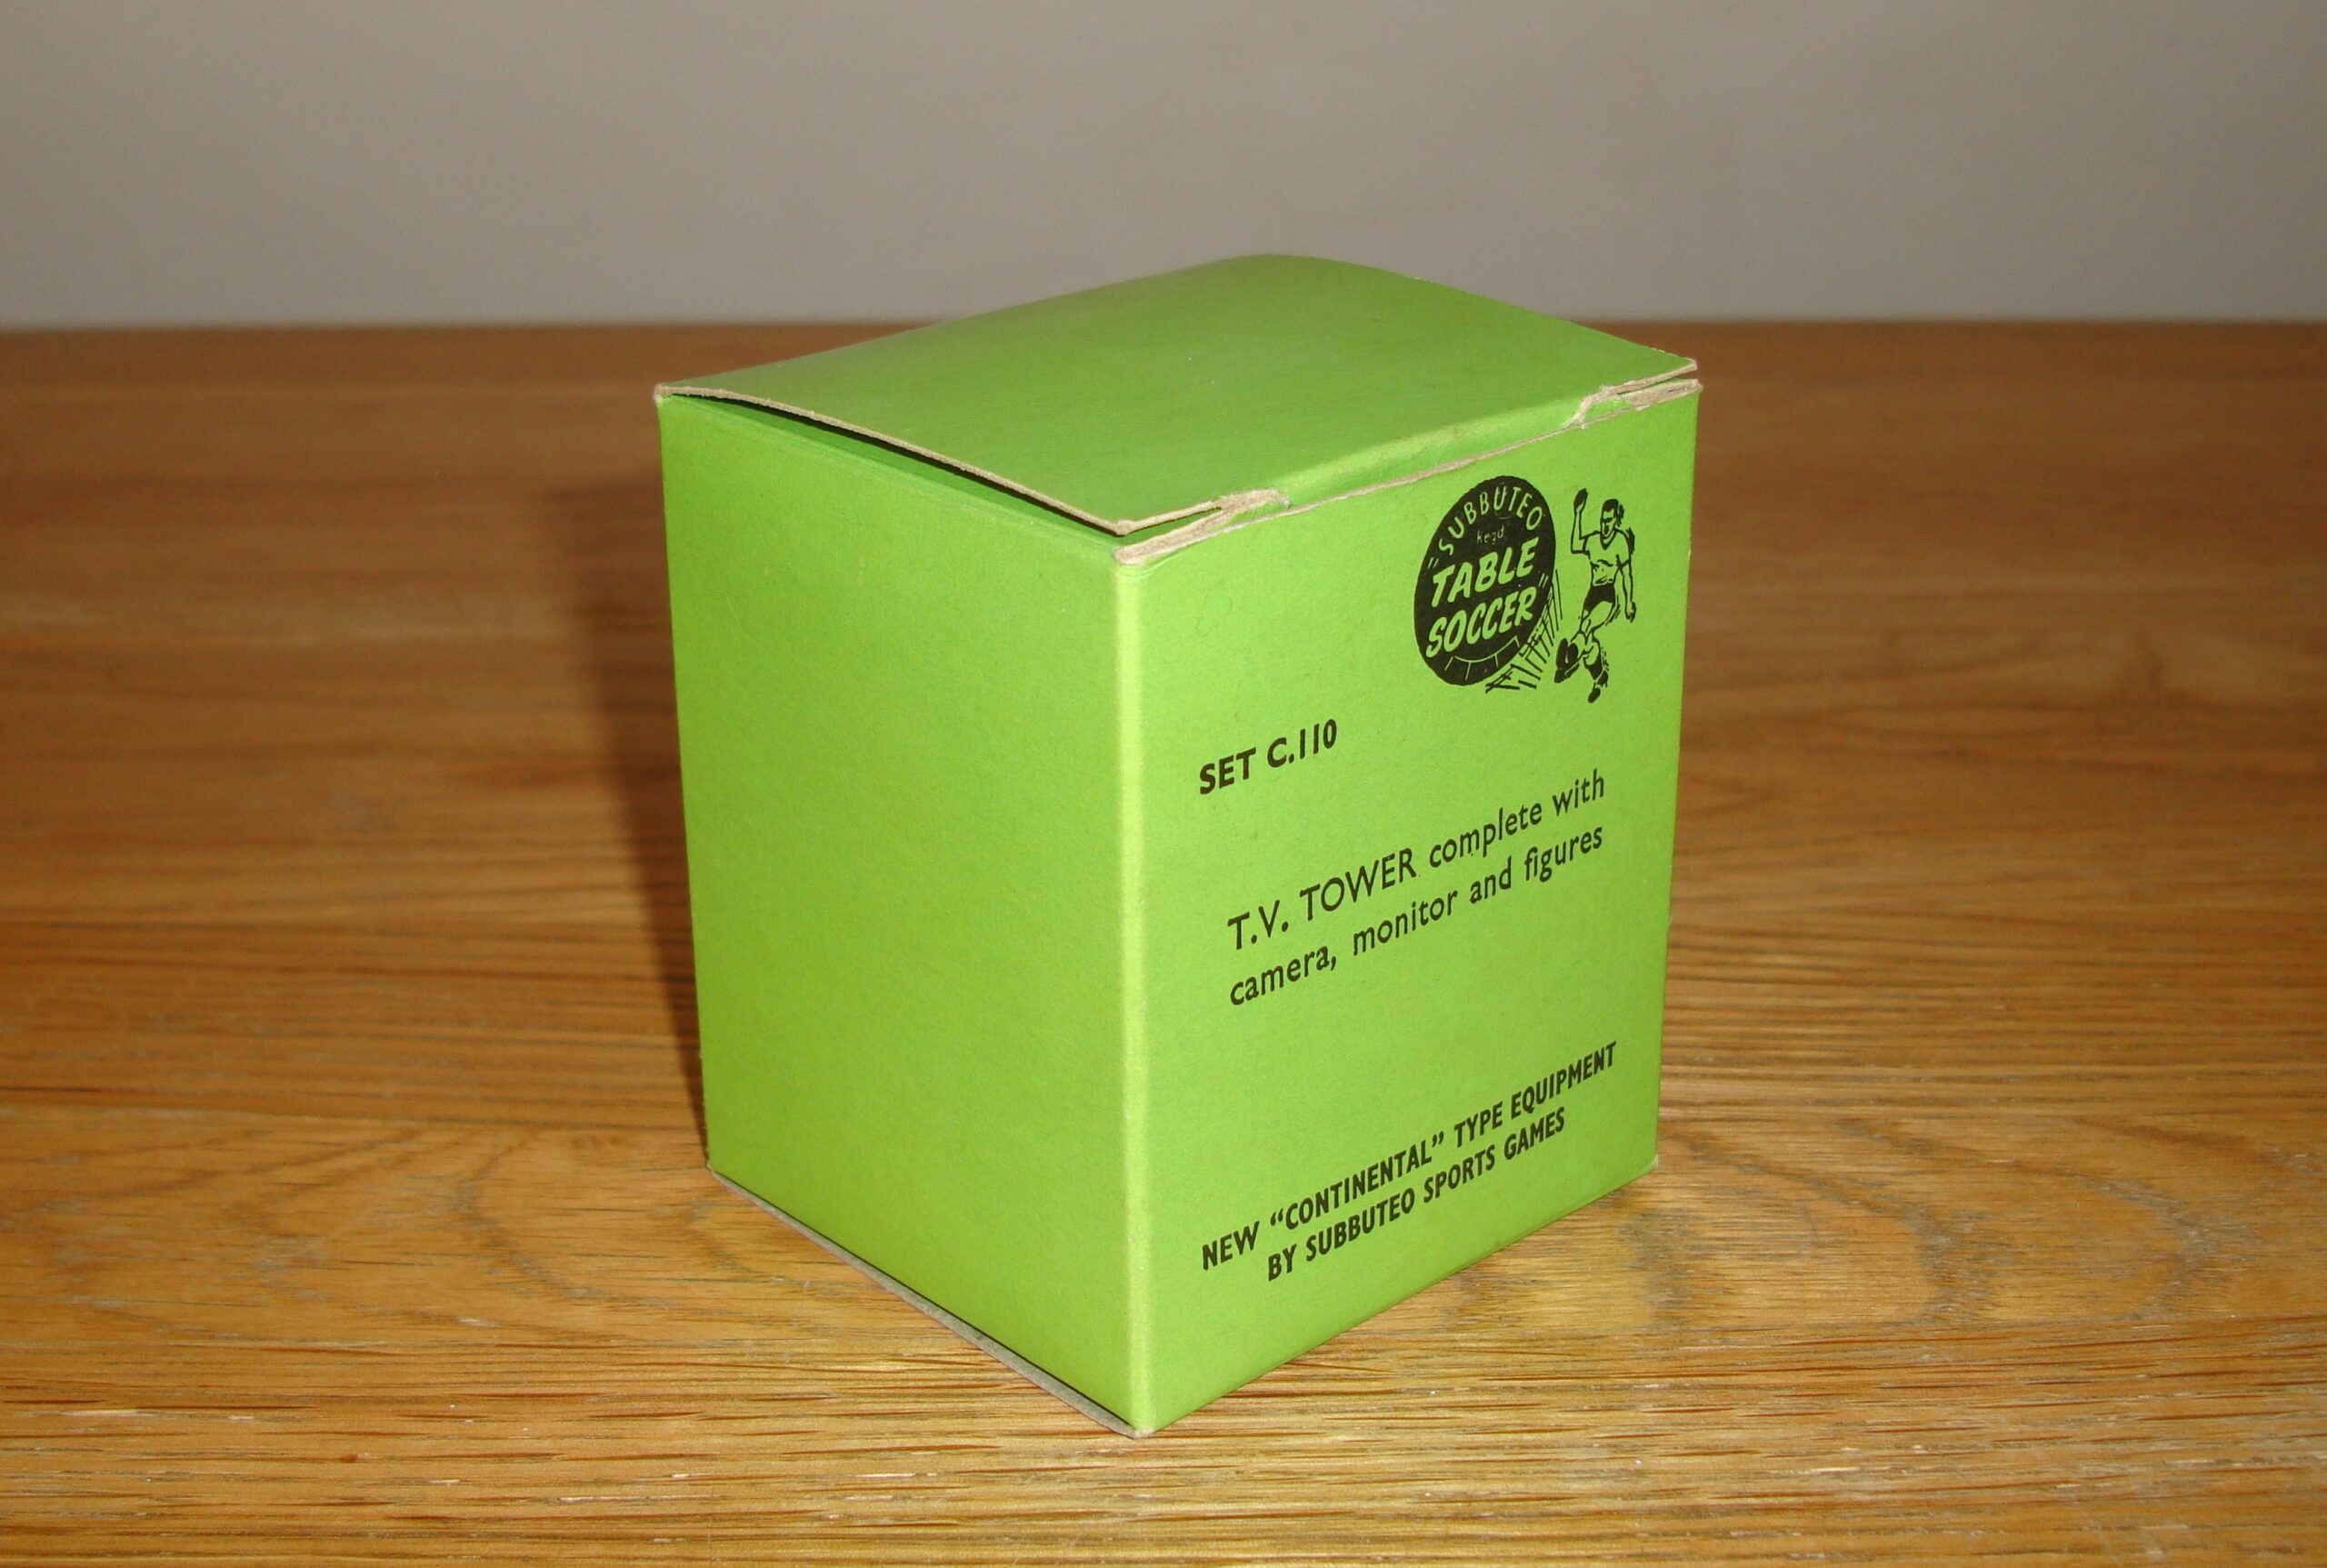 "SUBBUTEO"
Regd
TABLE
SOCCER
SET C.110
T.V. TOWER complete with
camera, monitor and figures
NEW “CONTINENTAL” TYPE EQUIPMENT
BY SUBBUTEO SPORTS GAMES